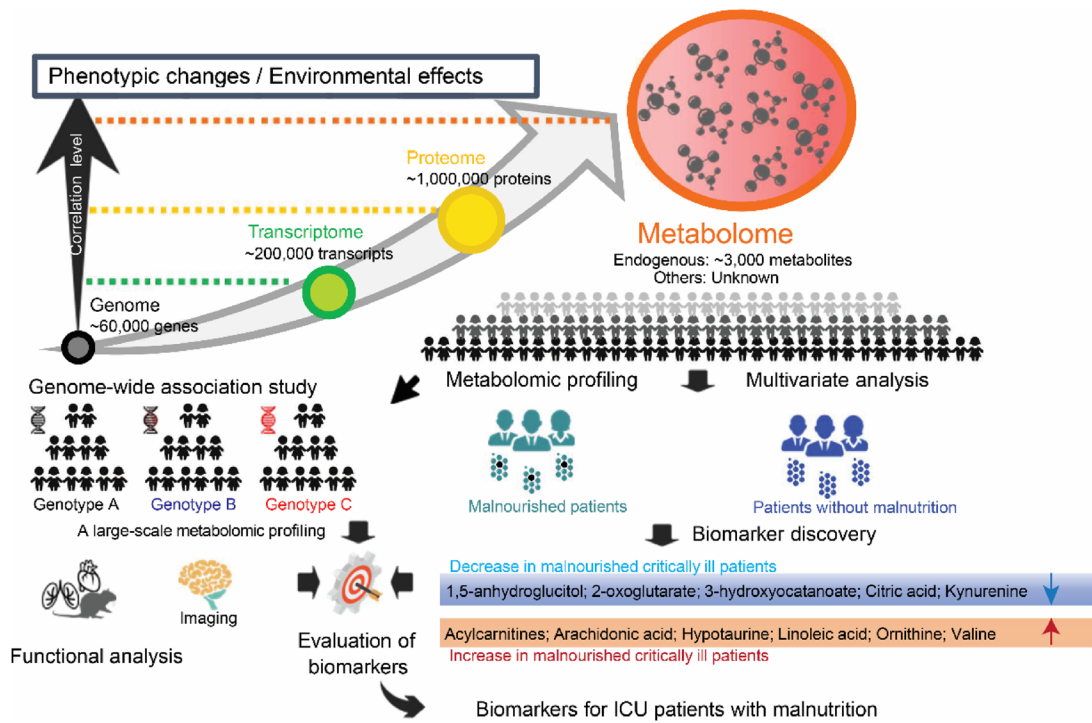 Phenotypic changes / Environmental effects
Correlation level
Proteome
~1,000,000 proteins
Transcriptome
~200,000 transcripts
Genome
~60,000 genes
Metabolome
Endogenous: ~3,000 metabolites
Others: Unknown
Metabolomic profiling
Multivariate analysis
Genome-wide association study
Genotype A
Genotype B
Genotype C
A large-scale metabolomic profiling
Malnourished patients
Patients without malnutrition
Biomarker discovery
Decrease in malnourished critically ill patients
1,5-anhydroglucitol; 2-oxoglutarate; 3-hydroxyocatanoate; Citric acid; Kynurenine
Acylcarnitines; Arachidonic acid; Hypotaurine; Linoleic acid; Ornithine; Valine
Increase in malnourished critically ill patients
Imaging
Functional analysis
Evaluation of
biomarkers
Biomarkers for ICU patients with malnutrition